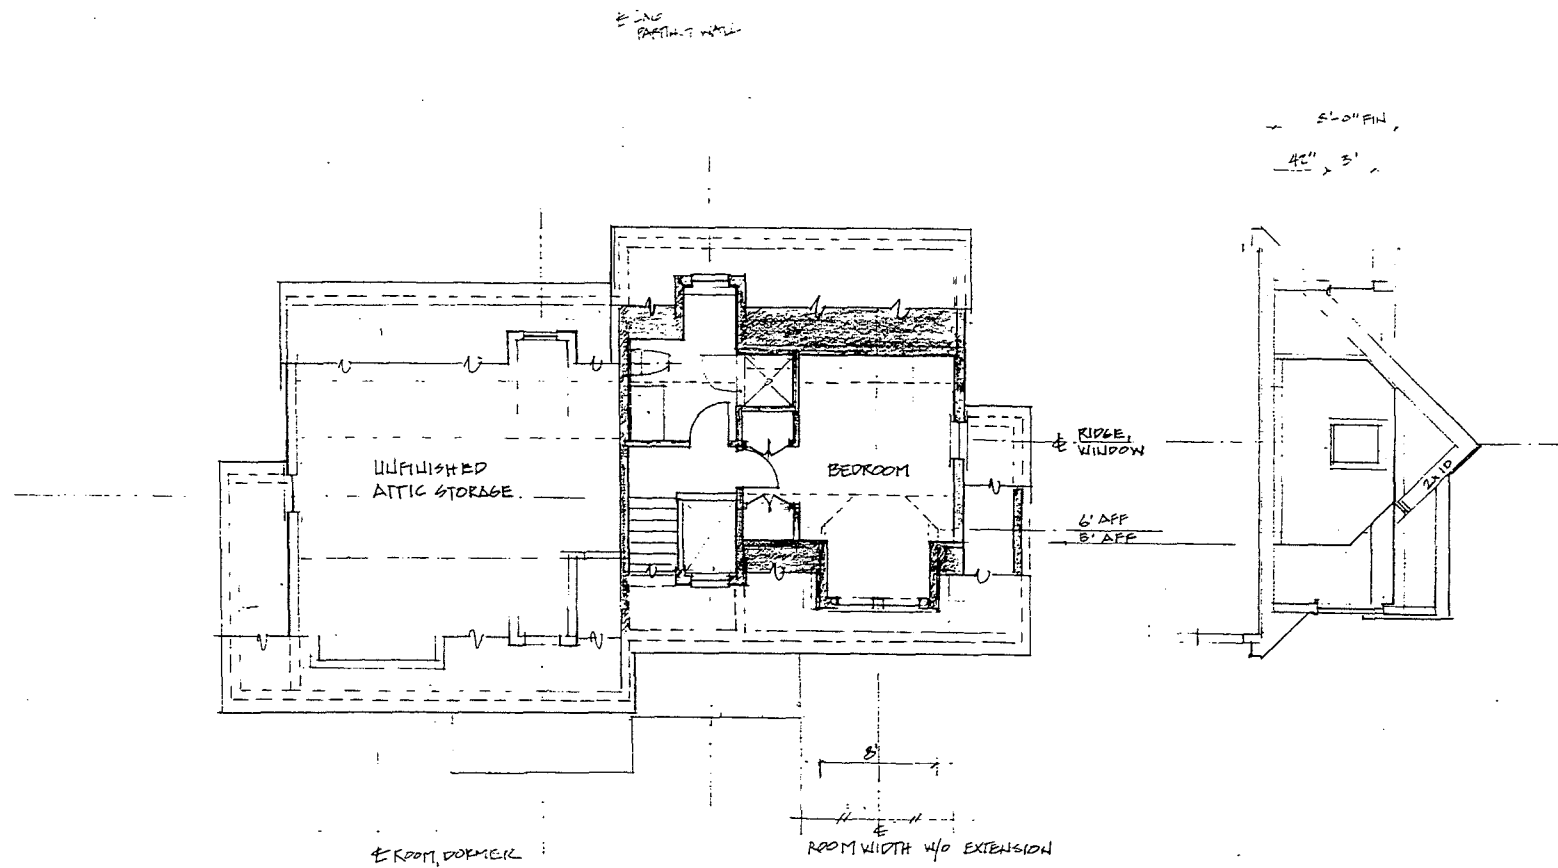 ℄
5'-0" FIN
42" 3'
UNFINISHED
ATTIC STORAGE
BEDROOM
℄ RIDGE,
WINDOW
6' AFF
5' AFF
2x10
8'
℄
ROOM WIDTH W/O EXTENSION
℄ ROOM, DORMER